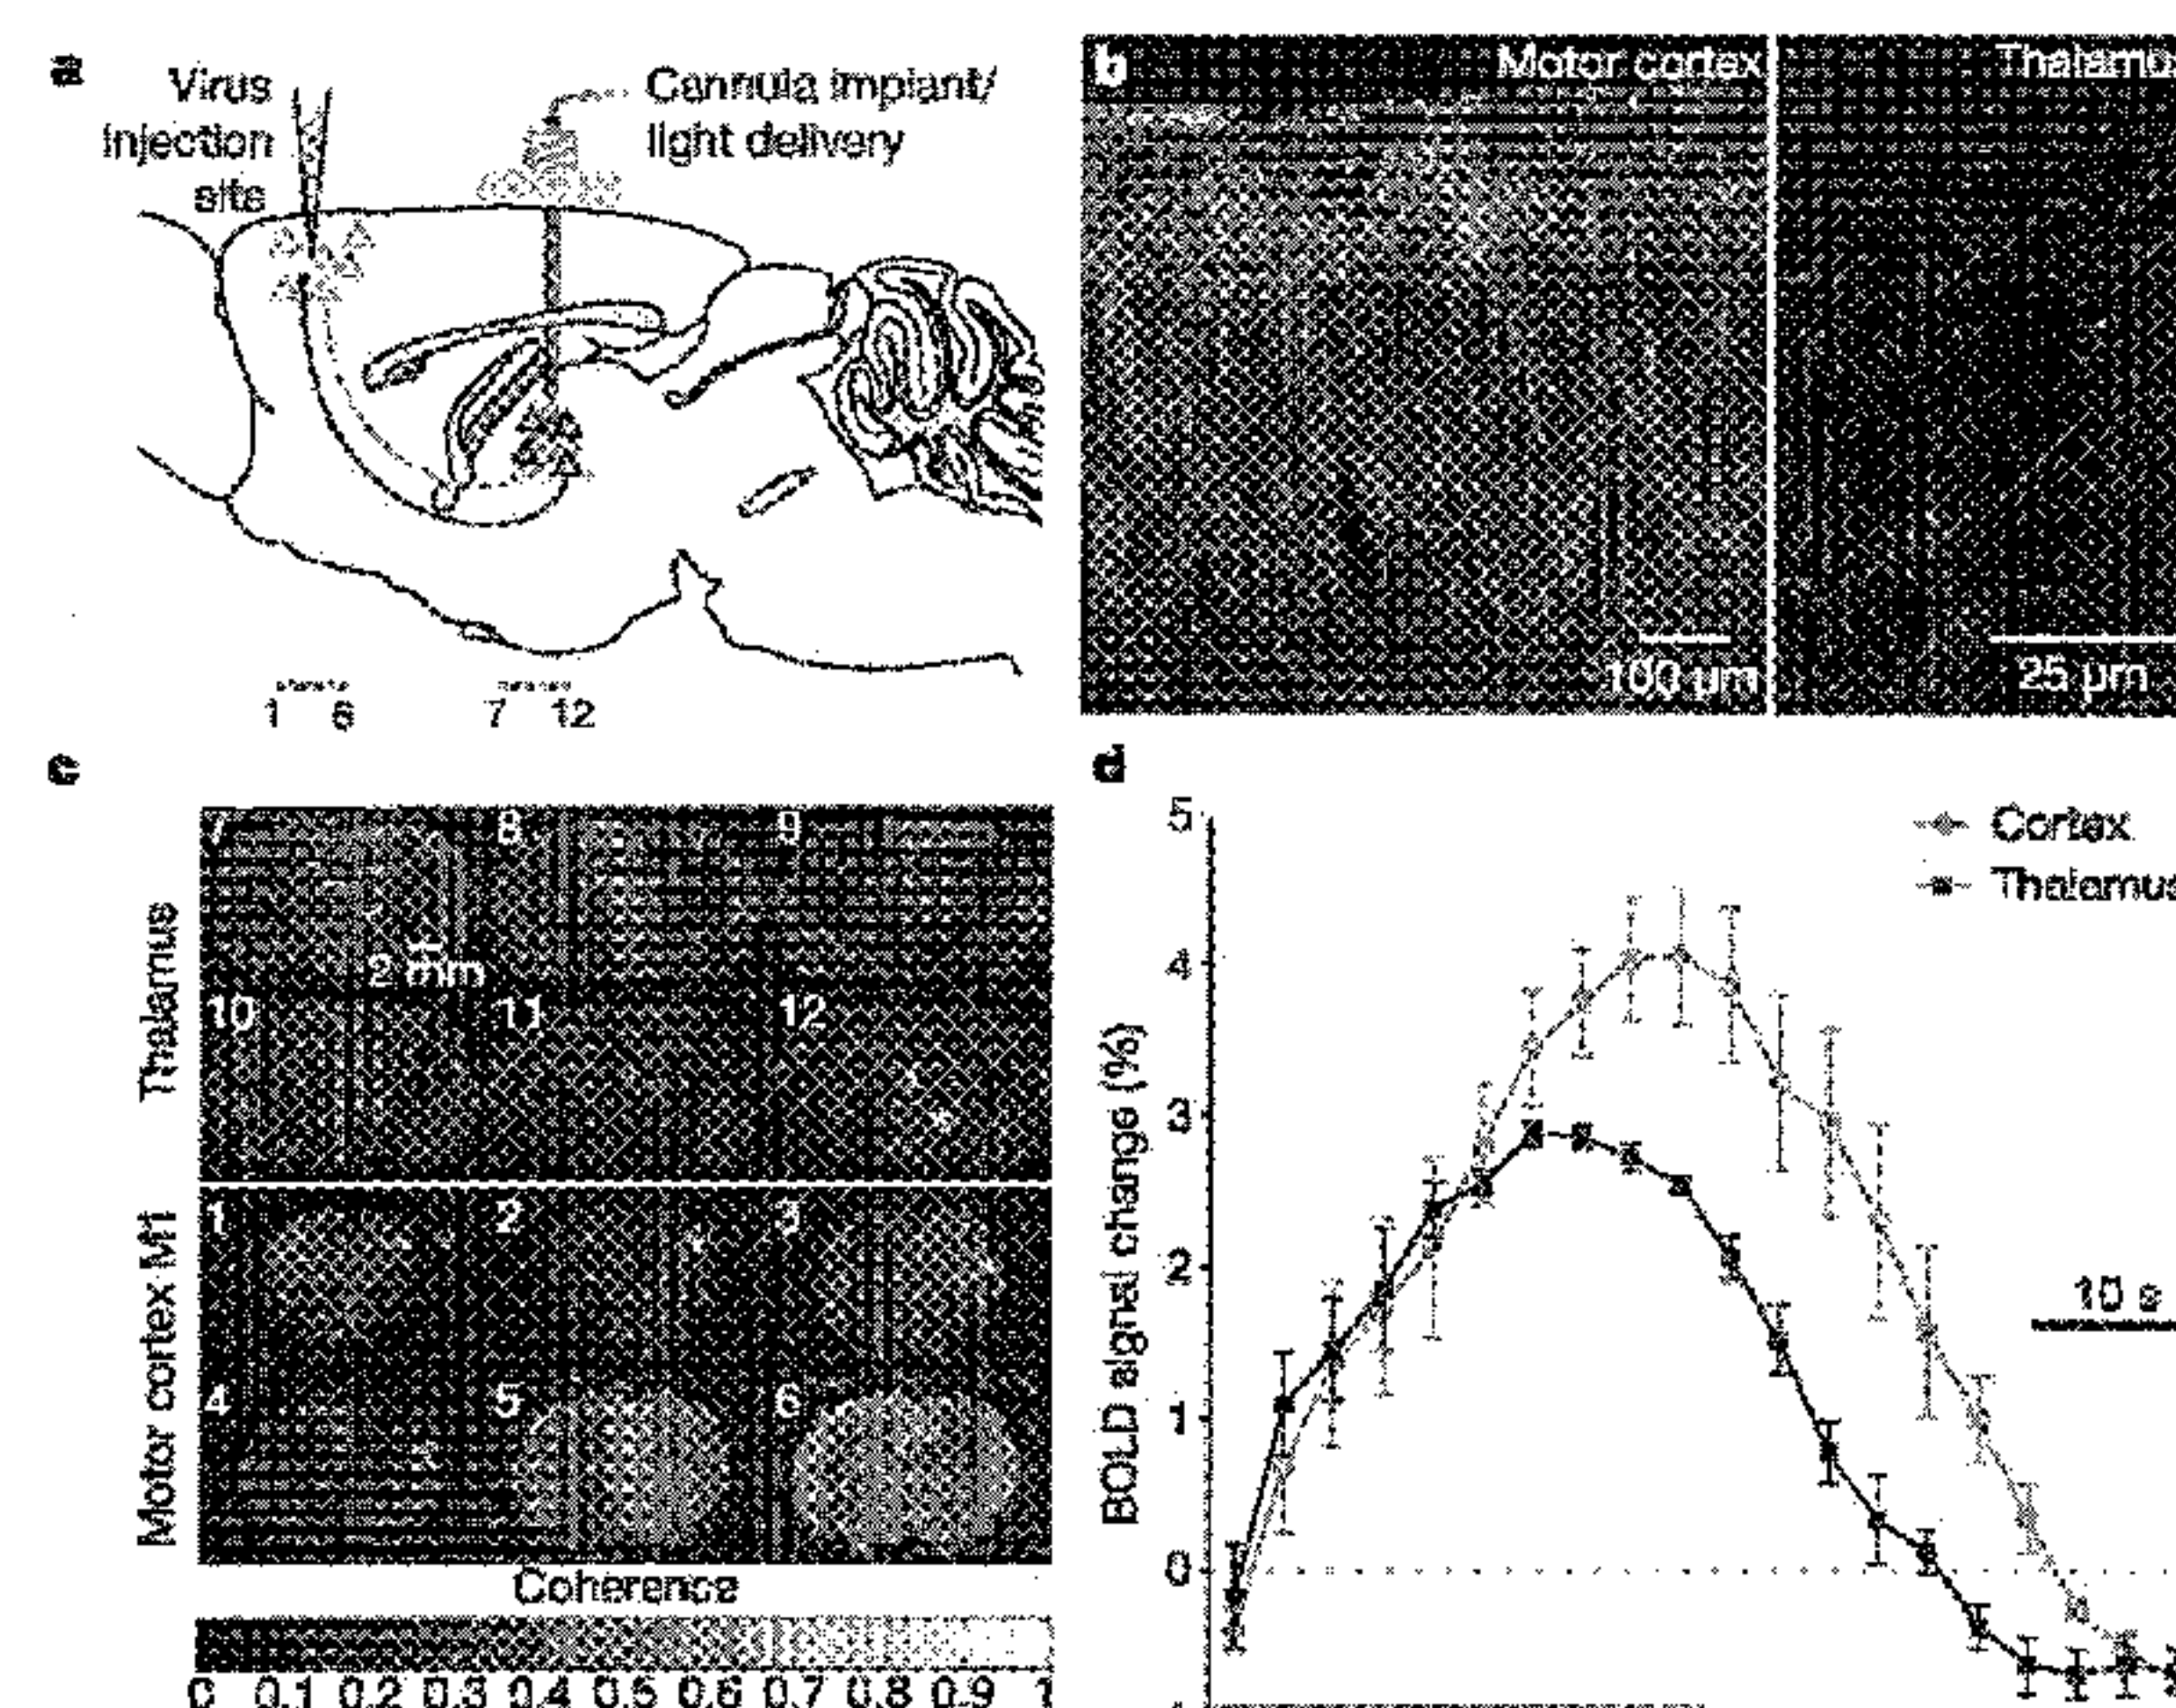 a
Virus
injection
site
Cannula implant/
light delivery
1 6
7 12
b
Motor cortex
100 µm
Thalamu
25 µm
c
Thalamus
7
8
9
2 mm
10
11
12
Motor cortex M1
1
2
3
4
5
6
Coherence
0 0.1 0.2 0.3 0.4 0.5 0.6 0.7 0.8 0.9 1
d
BOLD signal change (%)
5
4
3
2
1
0
Cortex
Thalamus
10 s